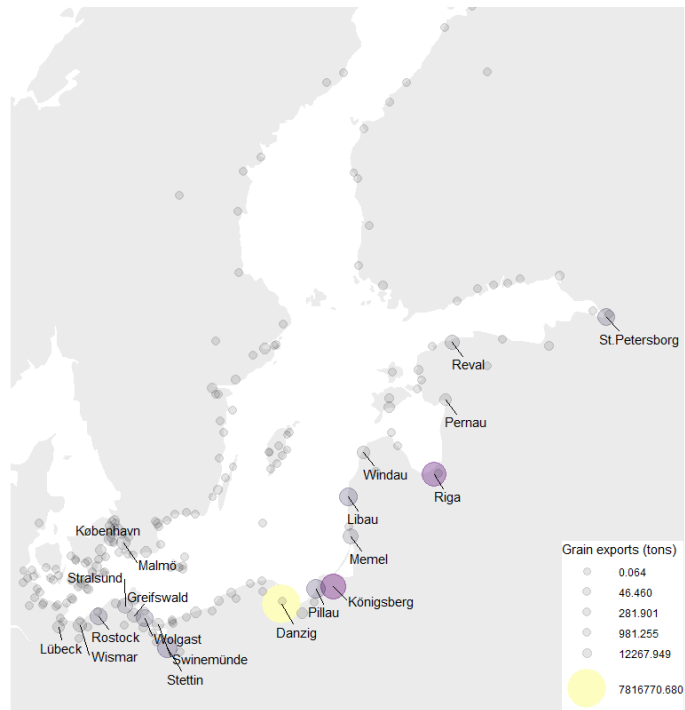 St.Petersborg
Reval
Pernau
Windau
Riga
Libau
København
Memel
Malmö
Stralsund
Greifswald
Königsberg
Pillau
Danzig
Rostock
Wolgast
Lübeck
Wismar
Swinemünde
Stettin
Grain exports (tons)
0.064
46.460
281.901
981.255
12267.949
7816770.680